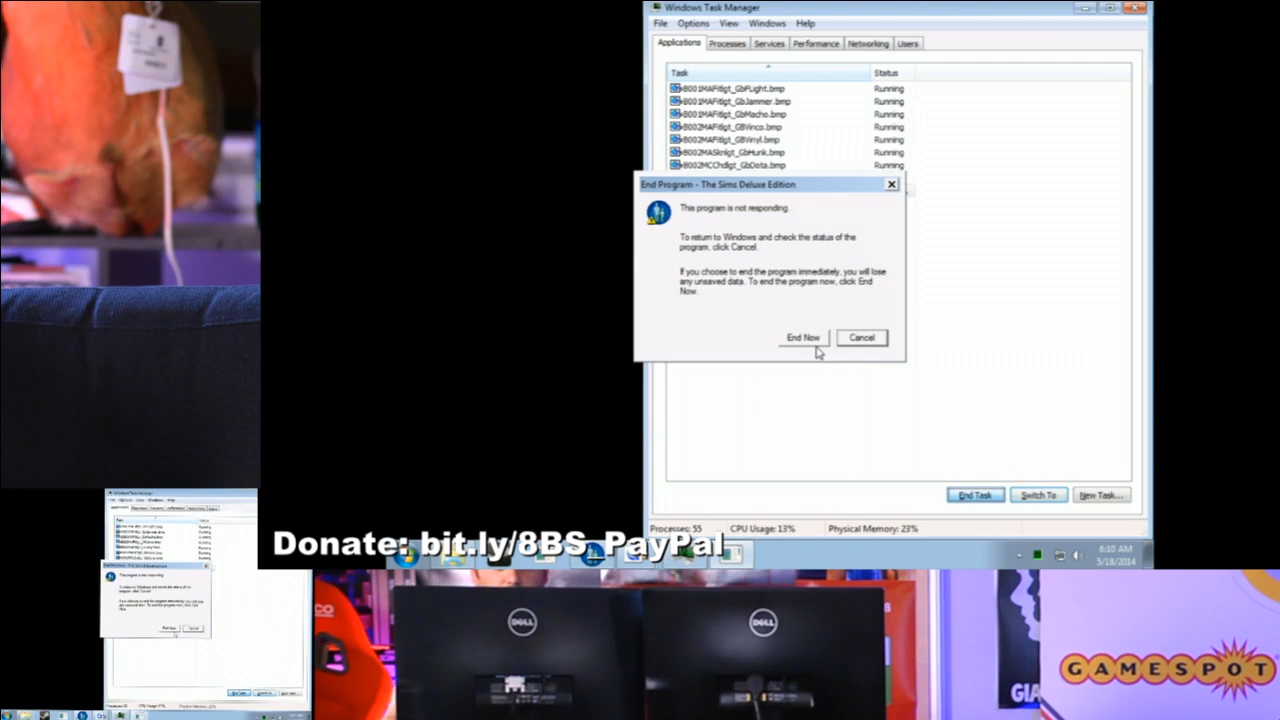 Windows Task Manager
File Options View Windows Help
Applications Processes Services Performance Networking Users
Task Status
B001MAFitlgt_GbFLight.bmp Running
B001MAFitlgt_GbJammer.bmp Running
B001MAFitlgt_GbMacho.bmp Running
B002MAFitlgt_GBVinco.bmp Running
B002MAFitlgt_GBVinyl.bmp Running
B002MASknlgt_GbHunk.bmp Running
B002MCChdlgt_GbDota.bmp Running
End Program - The Sims Deluxe Edition
This program is not responding.
To return to Windows and check the status of the
program, click Cancel.
If you choose to end the program immediately, you will lose
any unsaved data. To end the program now, click End
Now.
End Now Cancel
End Task Switch To New Task...
Processes: 55 CPU Usage: 13% Physical Memory: 23%
Donate: bit.ly/8BS_PayPal
6:10 AM
5/18/2014
DELL
DELL
GIA
GAMESPOT